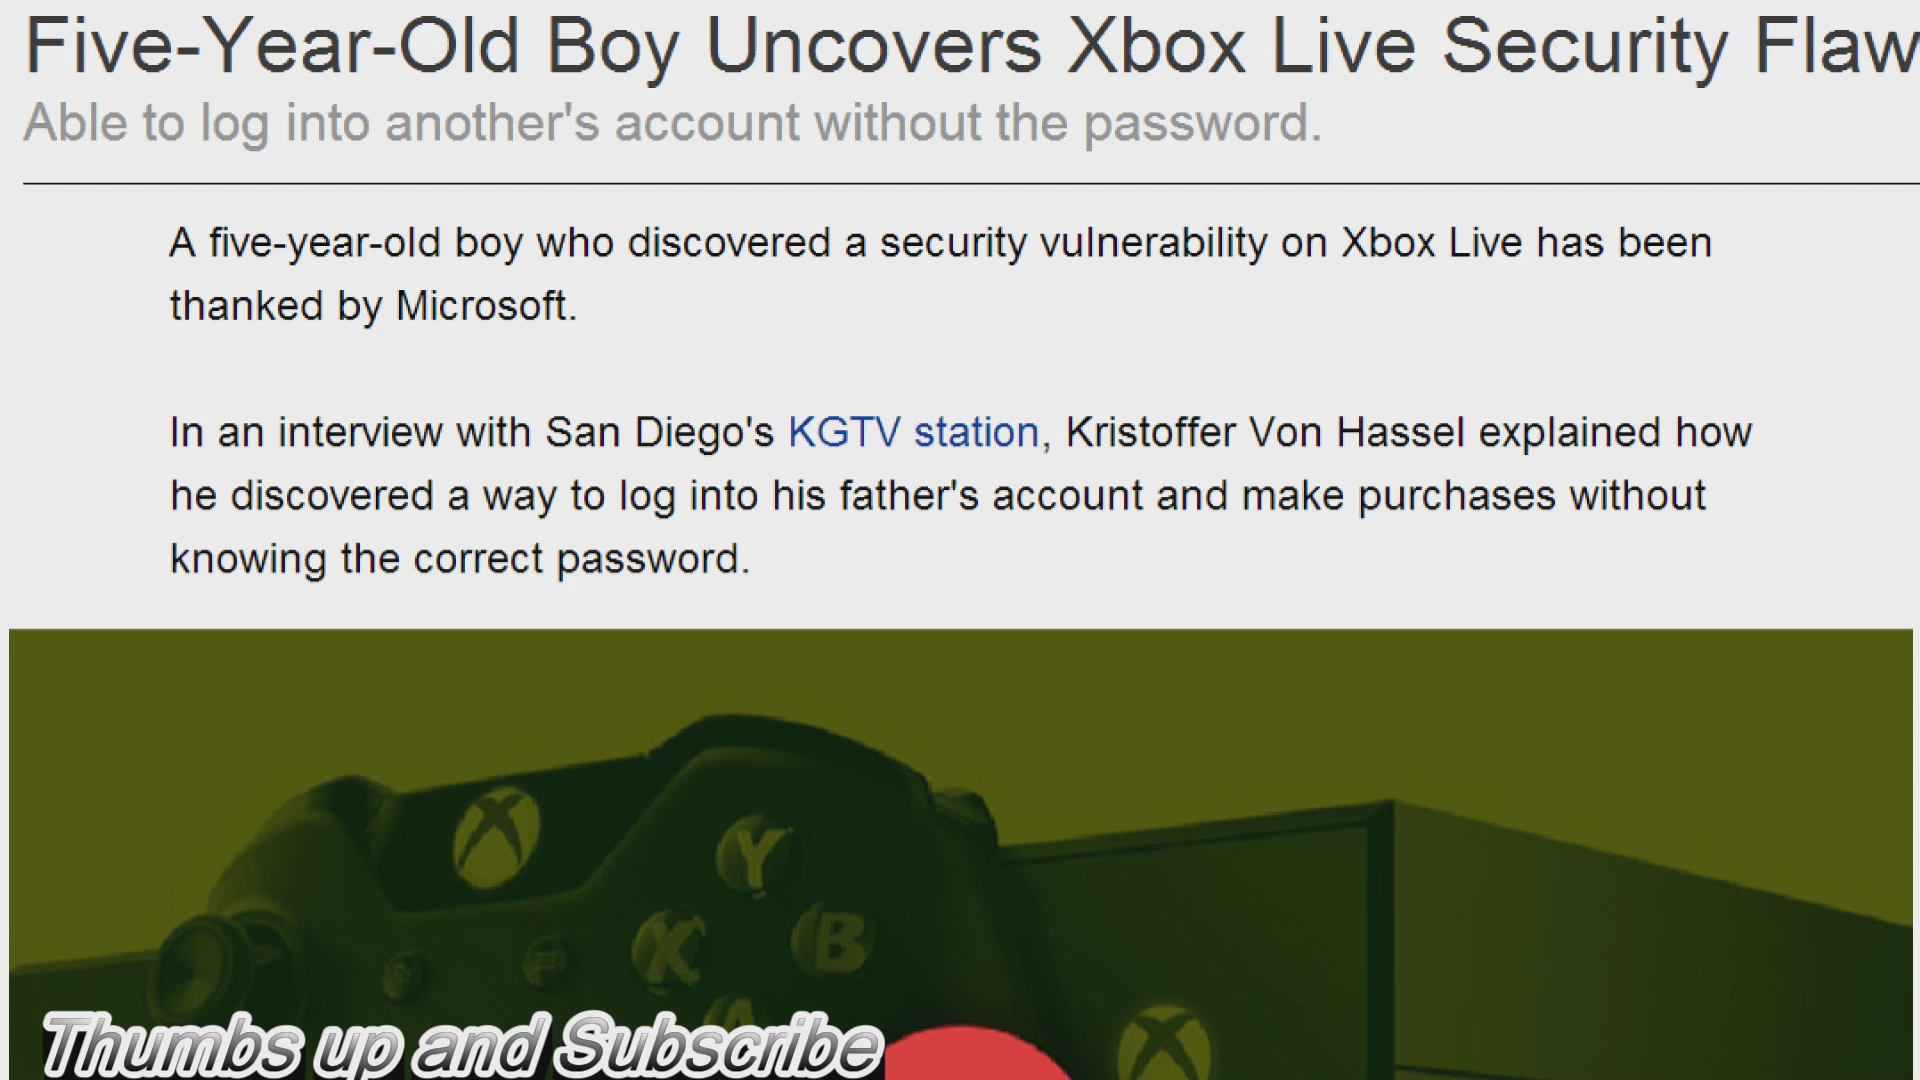 Five-Year-Old Boy Uncovers Xbox Live Security Flaw
Able to log into another's account without the password.
A five-year-old boy who discovered a security vulnerability on Xbox Live has been
thanked by Microsoft.
In an interview with San Diego's KGTV station, Kristoffer Von Hassel explained how
he discovered a way to log into his father's account and make purchases without
knowing the correct password.
Y
X B
A
Thumbs up and Subscribe